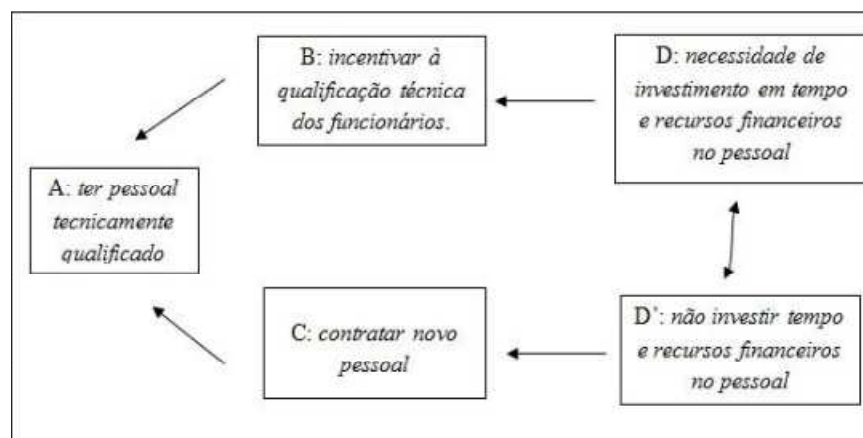 B: incentivar à
qualificação técnica
dos funcionários.
D: necessidade de
investimento em tempo
e recursos financeiros
no pessoal
A: ter pessoal
tecnicamente
qualificado
C: contratar novo
pessoal
D’: não investir tempo
e recursos financeiros
no pessoal